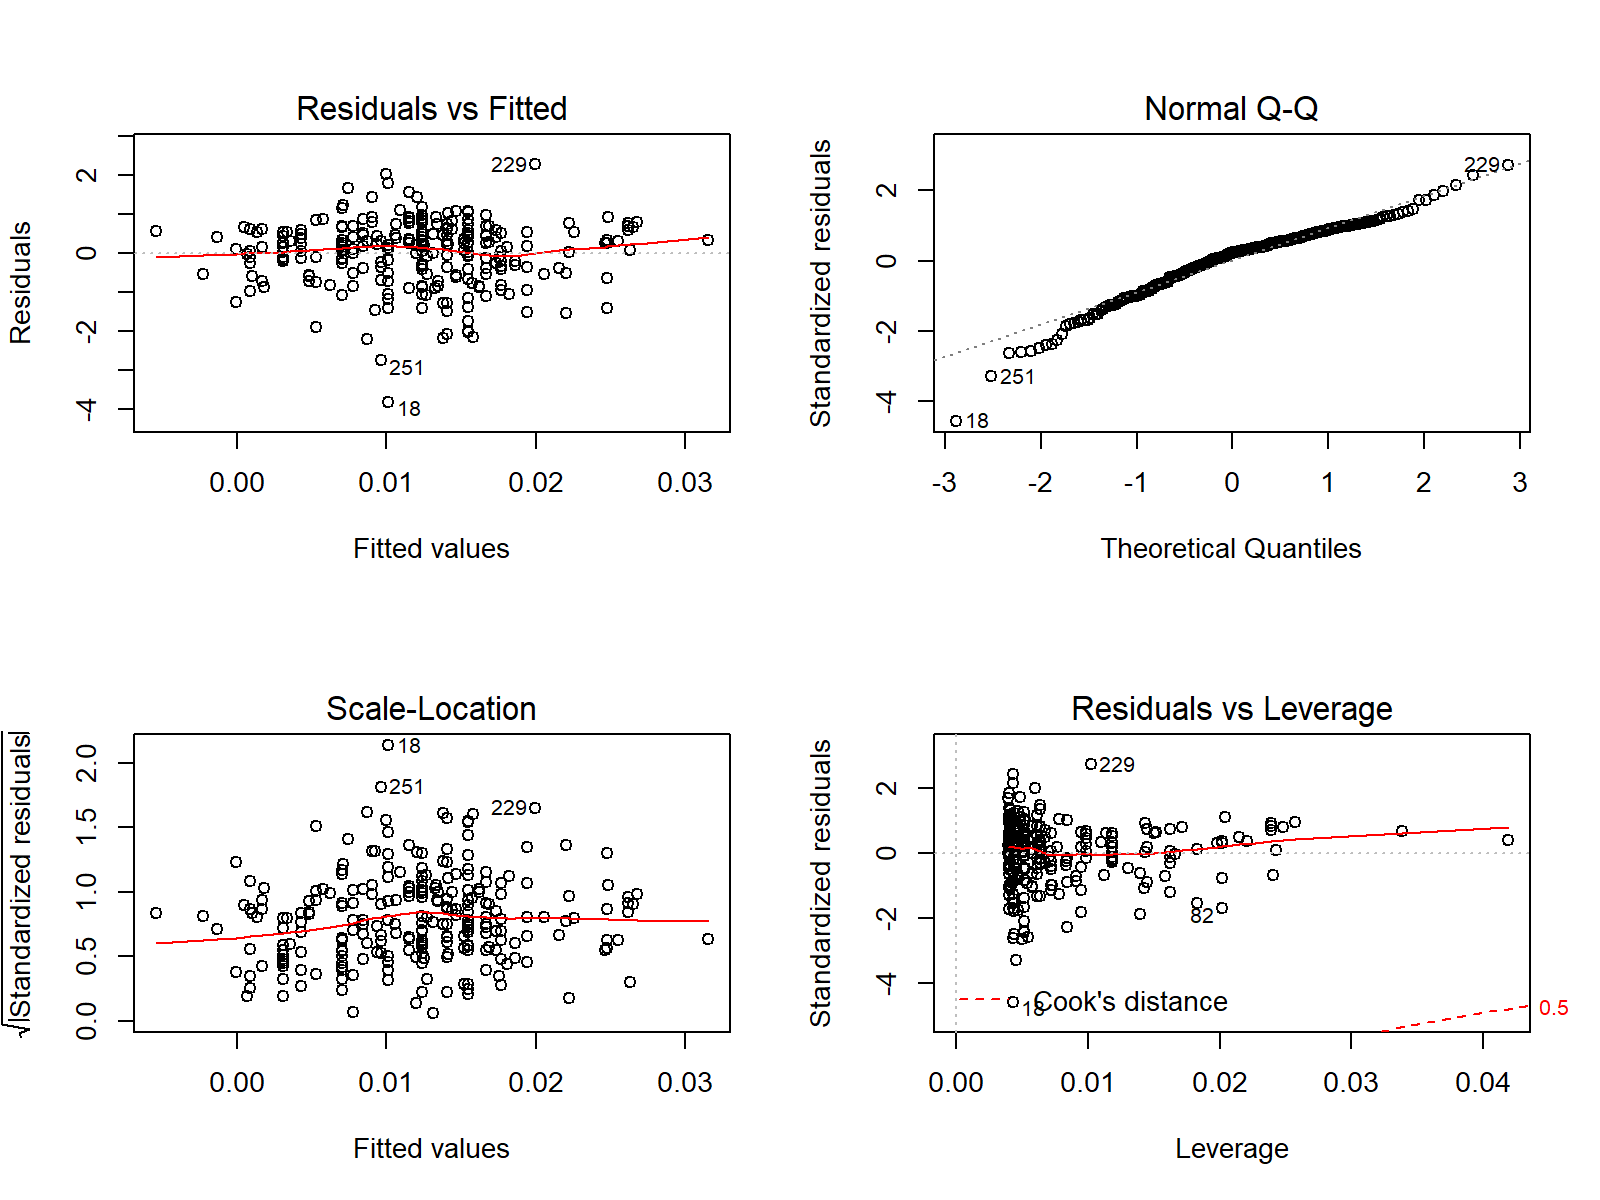 Residuals vs Fitted
Residuals
2
0
-2
-4
229
251
18
0.00 0.01 0.02 0.03
Fitted values
Normal Q-Q
Standardized residuals
2
0
-2
-4
229
251
18
-3 -2 -1 0 1 2 3
Theoretical Quantiles
Scale-Location
√|Standardized residuals|
2.0
1.5
1.0
0.5
0.0
18
251
229
0.00 0.01 0.02 0.03
Fitted values
Residuals vs Leverage
Standardized residuals
2
0
-2
-4
229
82
18
Cook's distance
0.5
0.00 0.01 0.02 0.03 0.04
Leverage